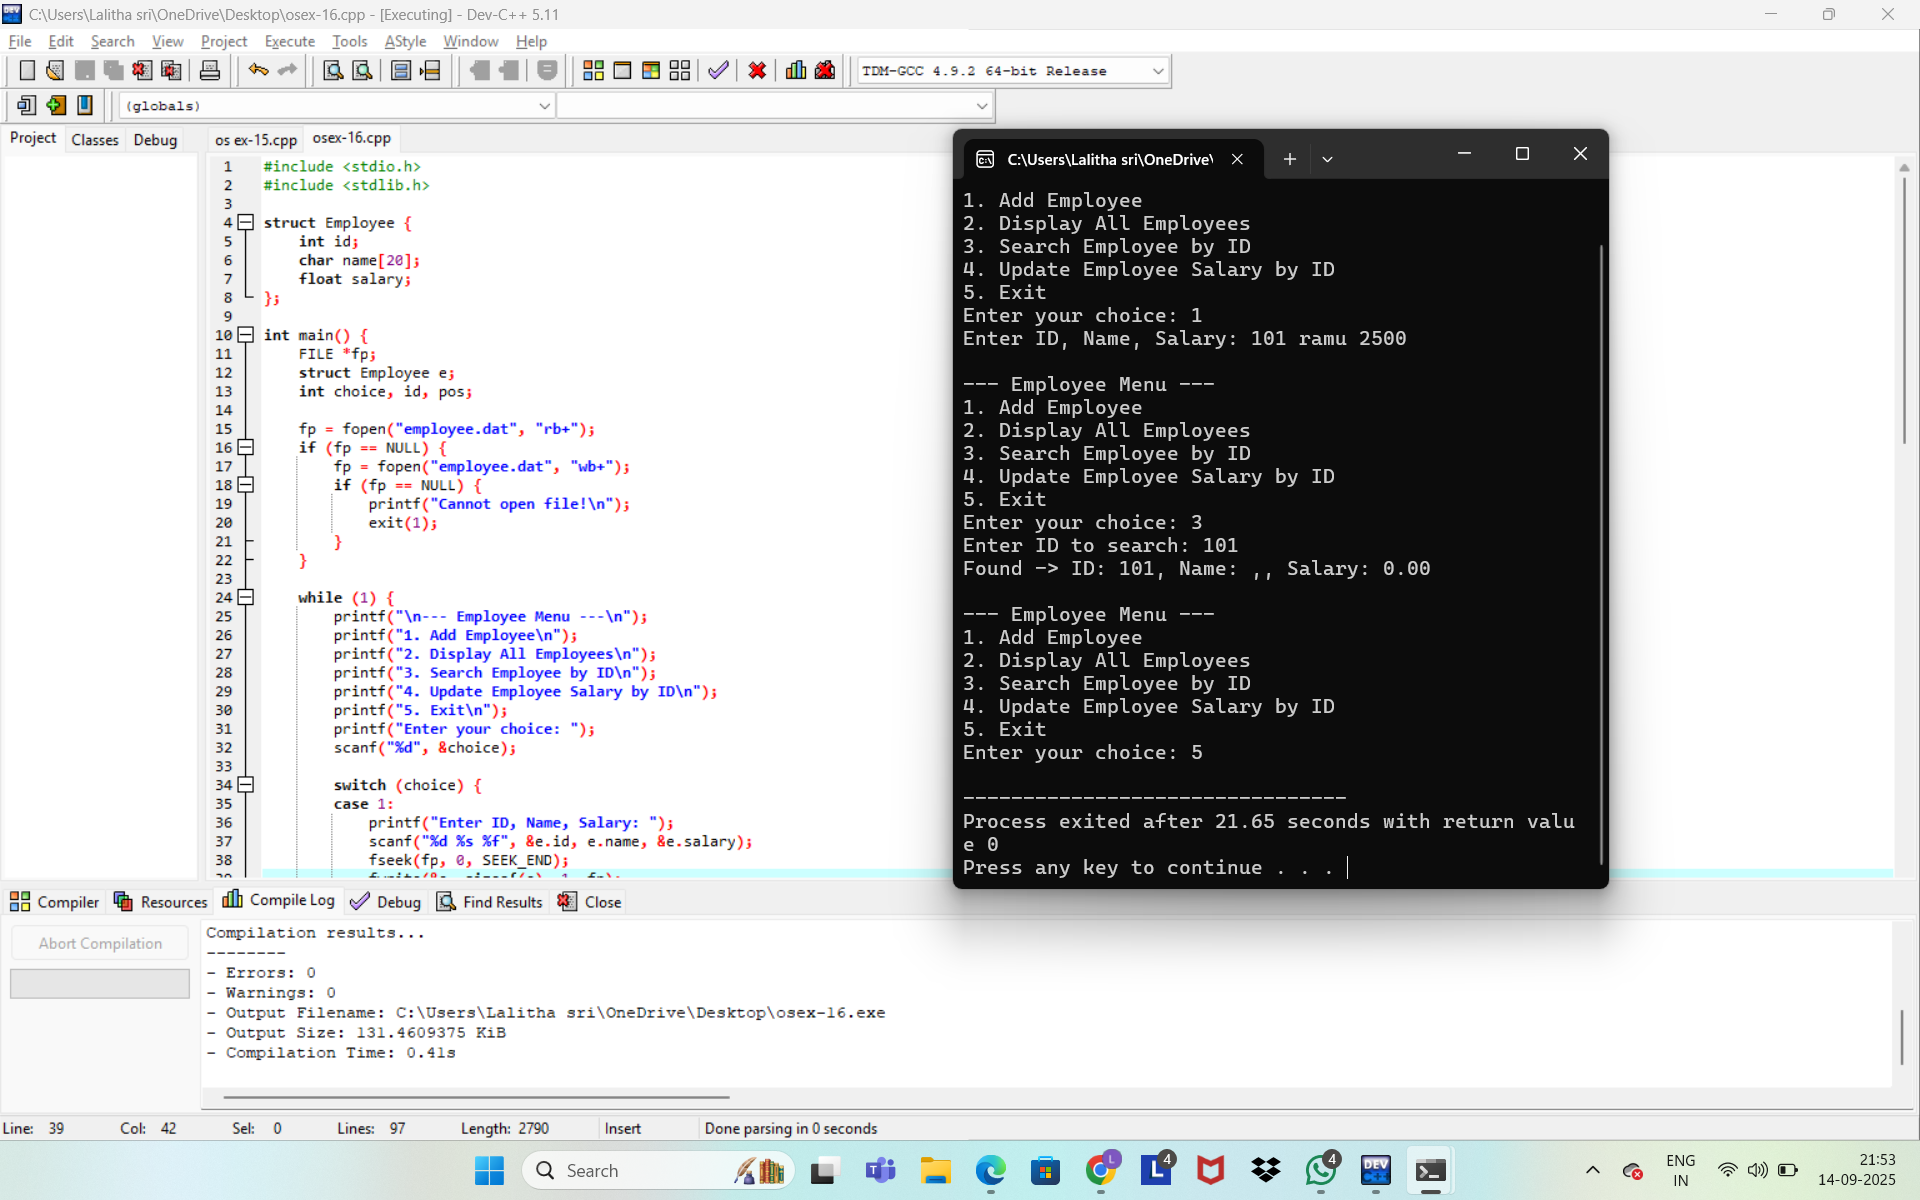 C:\Users\Lalitha sri\OneDrive\Desktop\osex-16.cpp - [Executing] - Dev-C++ 5.11
File Edit Search View Project Execute Tools AStyle Window Help
TDM-GCC 4.9.2 64-bit Release
(globals)
Project Classes Debug
os ex-15.cpp osex-16.cpp
1 #include <stdio.h>
2 #include <stdlib.h>
3
4 struct Employee {
5 int id;
6 char name[20];
7 float salary;
8 };
9
10 int main() {
11 FILE *fp;
12 struct Employee e;
13 int choice, id, pos;
14
15 fp = fopen("employee.dat", "rb+");
16 if (fp == NULL) {
17 fp = fopen("employee.dat", "wb+");
18 if (fp == NULL) {
19 printf("Cannot open file!\n");
20 exit(1);
21 }
22 }
23
24 while (1) {
25 printf("\n--- Employee Menu ---\n");
26 printf("1. Add Employee\n");
27 printf("2. Display All Employees\n");
28 printf("3. Search Employee by ID\n");
29 printf("4. Update Employee Salary by ID\n");
30 printf("5. Exit\n");
31 printf("Enter your choice: ");
32 scanf("%d", &choice);
33
34 switch (choice) {
35 case 1:
36 printf("Enter ID, Name, Salary: ");
37 scanf("%d %s %f", &e.id, e.name, &e.salary);
38 fseek(fp, 0, SEEK_END);
C:\Users\Lalitha sri\OneDrive\
1. Add Employee
2. Display All Employees
3. Search Employee by ID
4. Update Employee Salary by ID
5. Exit
Enter your choice: 1
Enter ID, Name, Salary: 101 ramu 2500
--- Employee Menu ---
1. Add Employee
2. Display All Employees
3. Search Employee by ID
4. Update Employee Salary by ID
5. Exit
Enter your choice: 3
Enter ID to search: 101
Found -> ID: 101, Name: ,, Salary: 0.00
--- Employee Menu ---
1. Add Employee
2. Display All Employees
3. Search Employee by ID
4. Update Employee Salary by ID
5. Exit
Enter your choice: 5
--------------------------------
Process exited after 21.65 seconds with return valu
e 0
Press any key to continue . . .
Compiler Resources Compile Log Debug Find Results Close
Abort Compilation
Compilation results...
--------
- Errors: 0
- Warnings: 0
- Output Filename: C:\Users\Lalitha sri\OneDrive\Desktop\osex-16.exe
- Output Size: 131.4609375 KiB
- Compilation Time: 0.41s
Line: 39 Col: 42 Sel: 0 Lines: 97 Length: 2790 Insert Done parsing in 0 seconds
Search
L
L 4
4
DEV C++
ENG
IN
21:53
14-09-2025